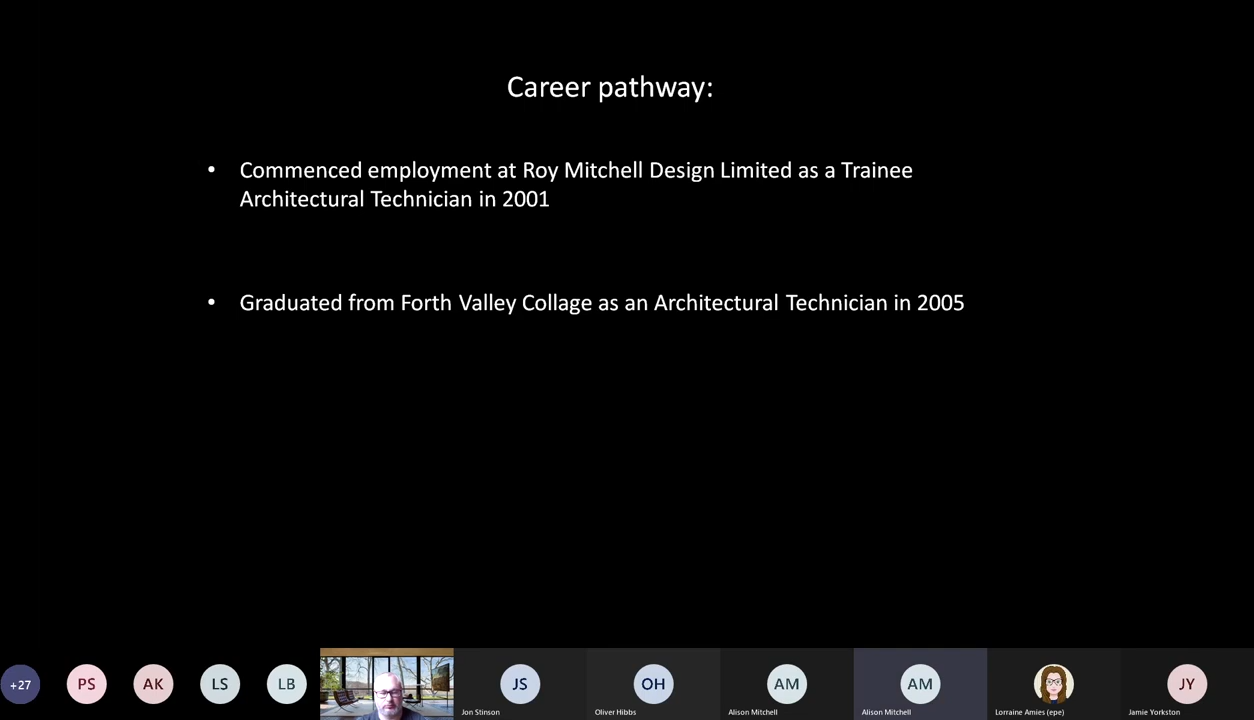 Career pathway:
• Commenced employment at Roy Mitchell Design Limited as a Trainee
Architectural Technician in 2001
• Graduated from Forth Valley Collage as an Architectural Technician in 2005
+27
PS
AK
LS
LB
JS
OH
AM
AM
JY
Jon Stinson
Oliver Hibbs
Alison Mitchell
Alison Mitchell
Lorraine Amies (epe)
Jamie Yorkston